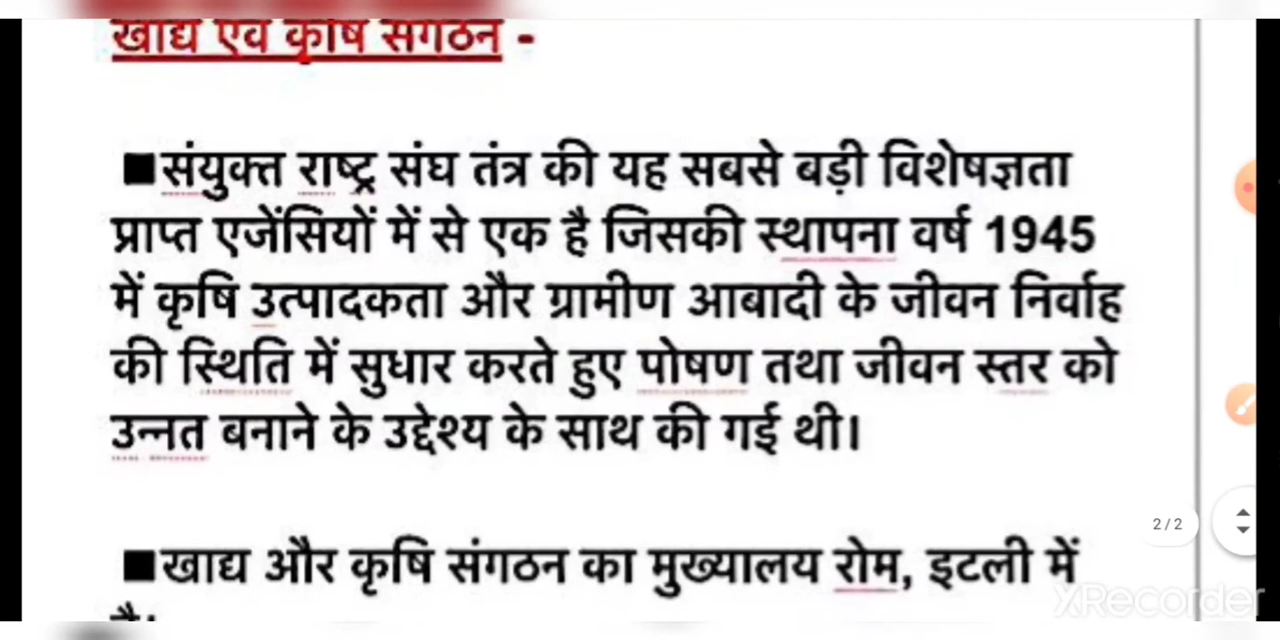 खाद्य एवं कृषि संगठन -
■संयुक्त राष्ट्र संघ तंत्र की यह सबसे बड़ी विशेषज्ञता
प्राप्त एजेंसियों में से एक है जिसकी स्थापना वर्ष 1945
में कृषि उत्पादकता और ग्रामीण आबादी के जीवन निर्वाह
की स्थिति में सुधार करते हुए पोषण तथा जीवन स्तर को
उन्नत बनाने के उद्देश्य के साथ की गई थी।
2/2
■खाद्य और कृषि संगठन का मुख्यालय रोम, इटली में
है।
XRecorder